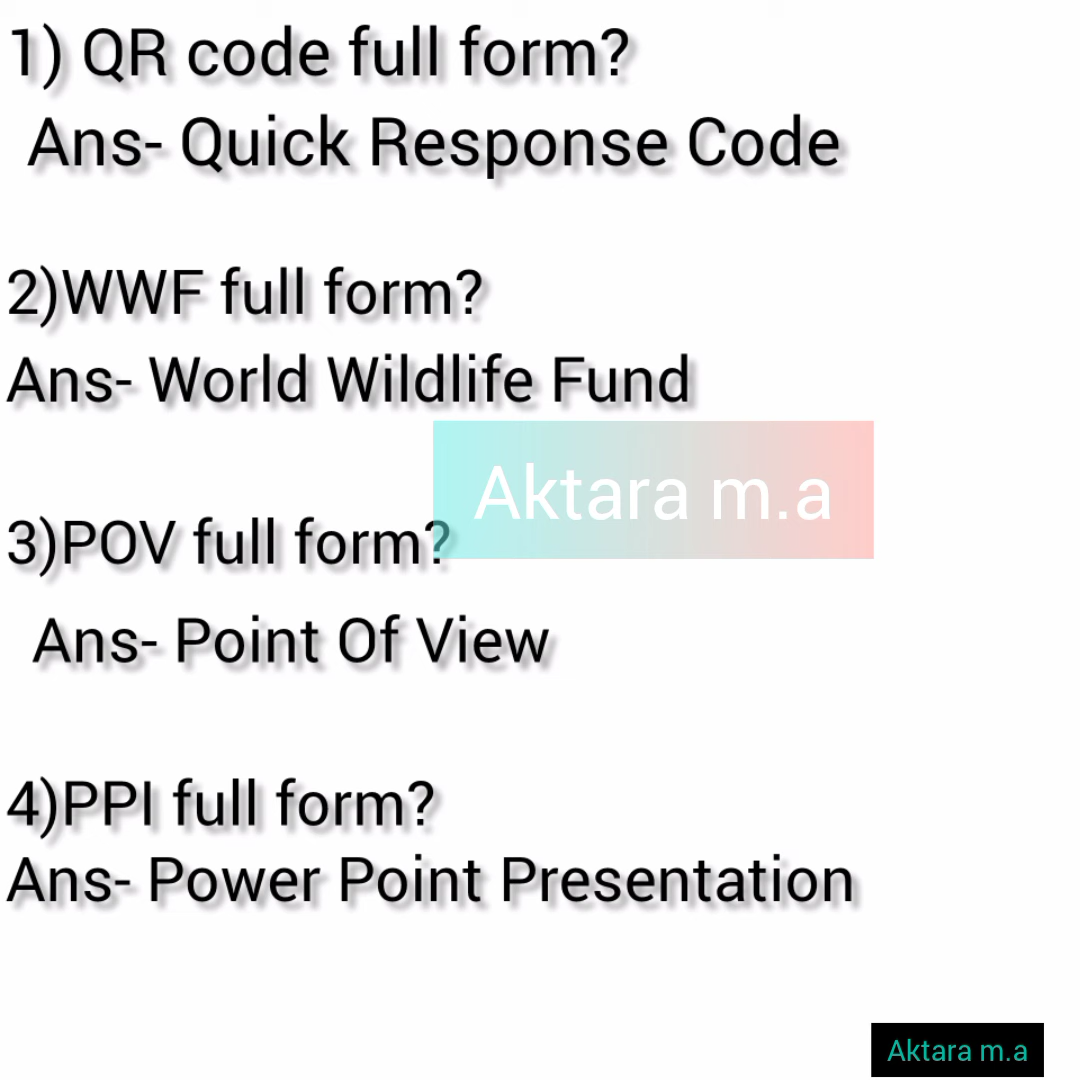 1) QR code full form?
Ans- Quick Response Code
2)WWF full form?
Ans- World Wildlife Fund
Aktara m.a
3)POV full form?
Ans- Point Of View
4)PPI full form?
Ans- Power Point Presentation
Aktara m.a